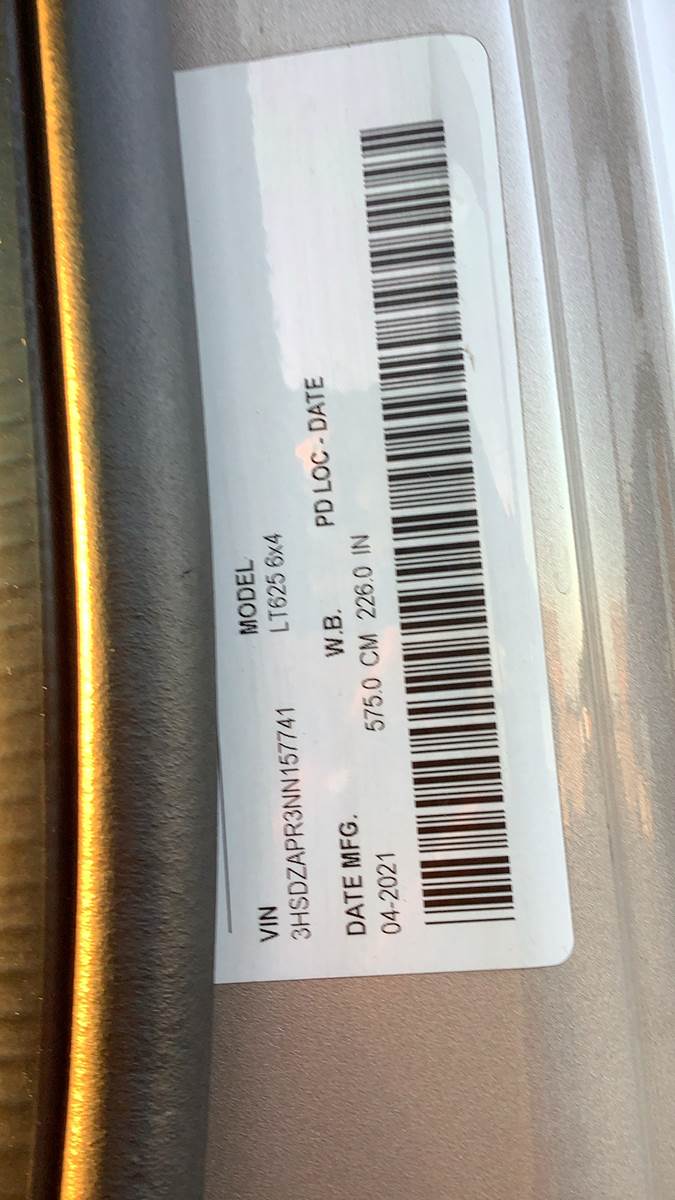 VIN MODEL
3HSDZAPR3NN157741 LT625 6x4
DATE MFG. W.B. PD LOC - DATE
04-2021 575.0 CM 226.0 IN